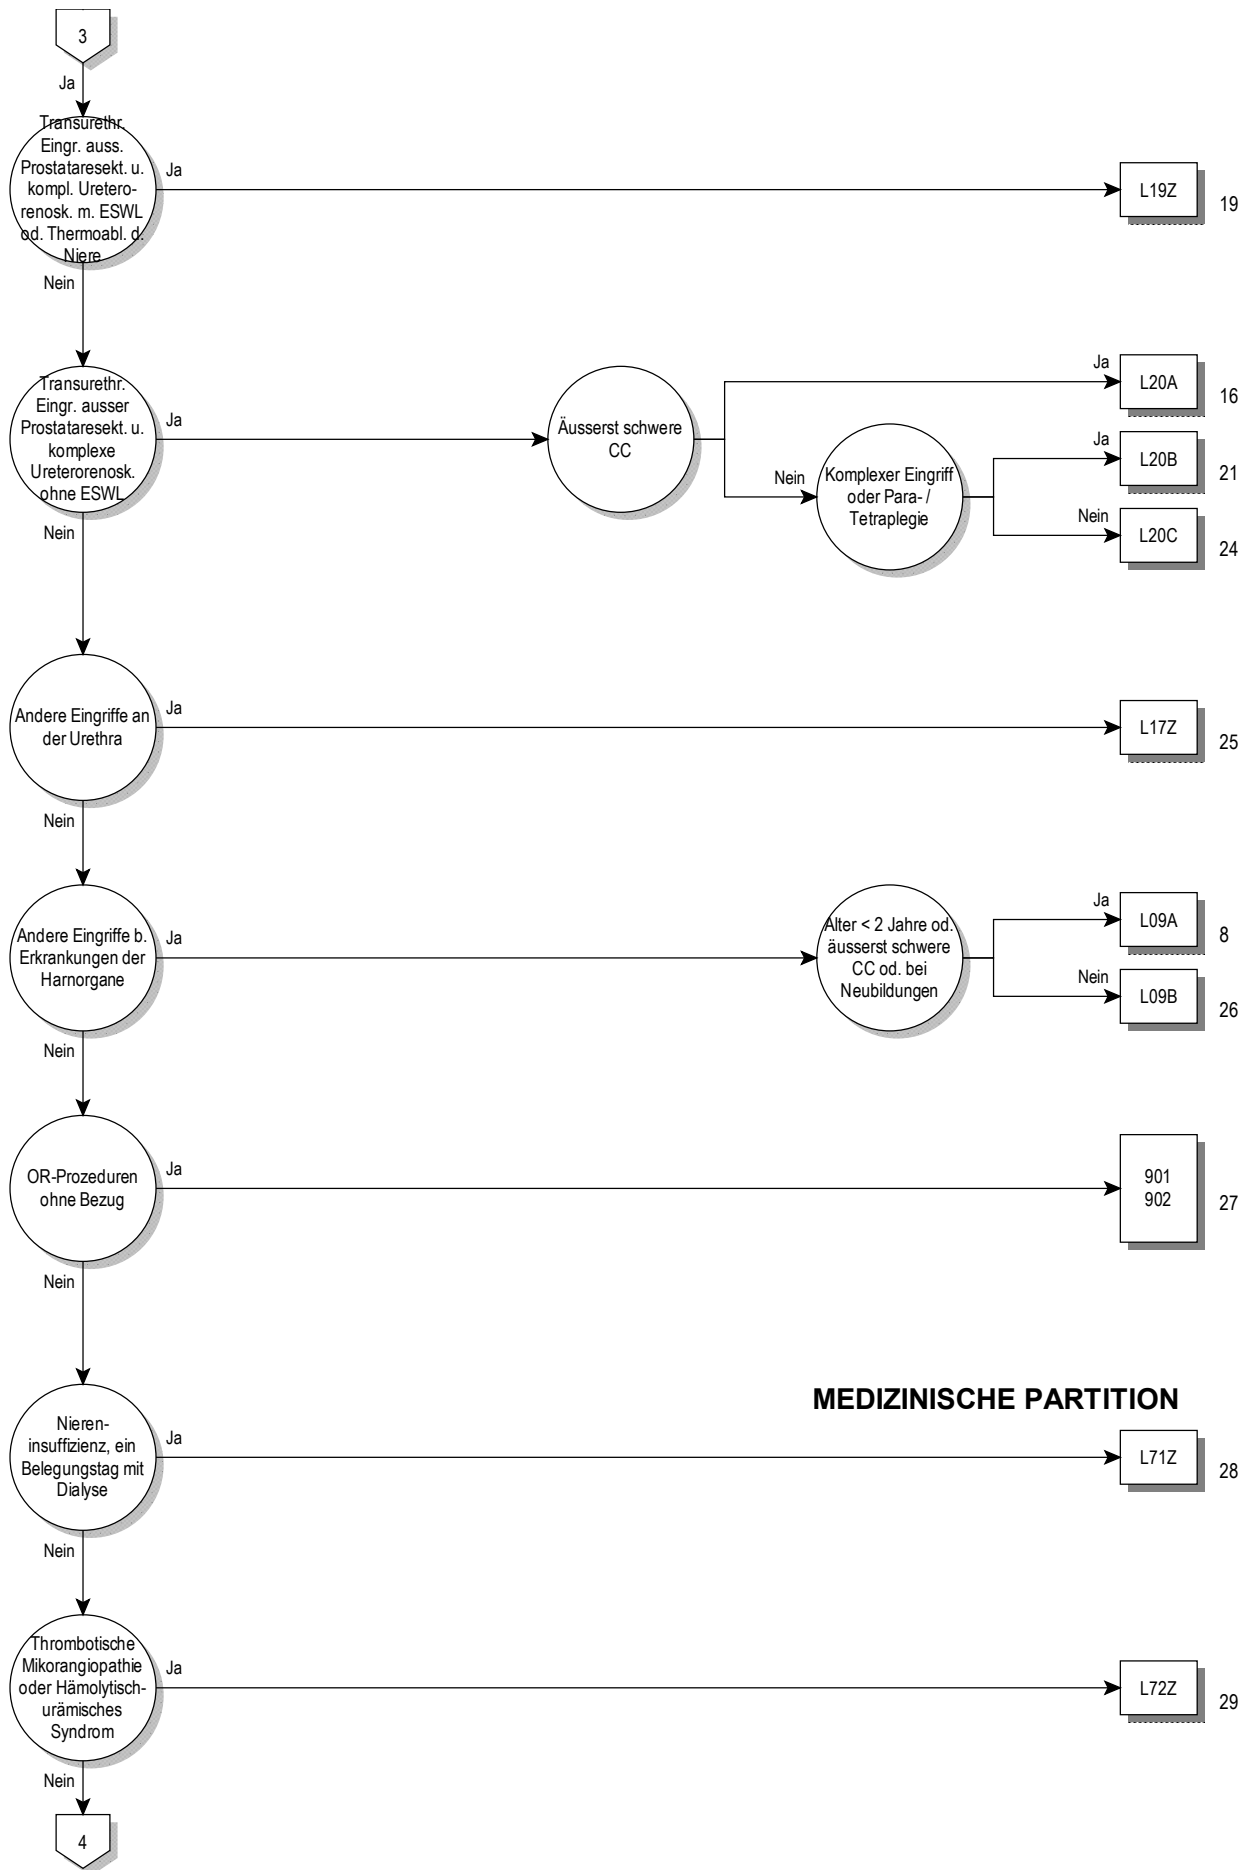 3
Ja
Transurethr.
Eingr. auss.
Prostataresekt. u.
kompl. Uretero-
renosk. m. ESWL
od. Thermoabl. d.
Niere
Ja
L19Z
19
Nein
Transurethr.
Eingr. ausser
Prostataresekt. u.
komplexe
Ureterorenosk.
ohne ESWL
Ja
Äusserst schwere
CC
Ja
L20A
16
Nein
Komplexer Eingriff
oder Para- /
Tetraplegie
Ja
L20B
21
Nein
L20C
24
Nein
Andere Eingriffe an
der Urethra
Ja
L17Z
25
Nein
Andere Eingriffe b.
Erkrankungen der
Harnorgane
Ja
Alter < 2 Jahre od.
äusserst schwere
CC od. bei
Neubildungen
Ja
L09A
8
Nein
L09B
26
Nein
OR-Prozeduren
ohne Bezug
Ja
901
902
27
Nein
MEDIZINISCHE PARTITION
Nieren-
insuffizienz, ein
Belegungstag mit
Dialyse
Ja
L71Z
28
Nein
Thrombotische
Mikorangiopathie
oder Hämolytisch-
urämisches
Syndrom
Ja
L72Z
29
Nein
4